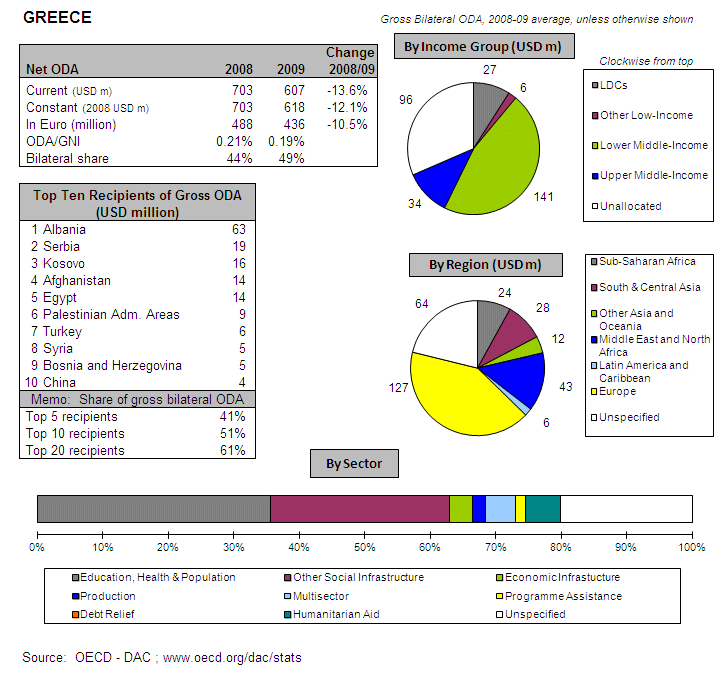 GREECE
Gross Bilateral ODA, 2008-09 average, unless otherwise shown
Net ODA 2008 2009 Change 2008/09
Current (USD m) 703 607 -13.6%
Constant (2008 USD m) 703 618 -12.1%
In Euro (million) 488 436 -10.5%
ODA/GNI 0.21% 0.19%
Bilateral share 44% 49%
By Income Group (USD m)
27
6
141
34
96
Clockwise from top
LDCs
Other Low-Income
Lower Middle-Income
Upper Middle-Income
Unallocated
Top Ten Recipients of Gross ODA
(USD million)
1 Albania 63
2 Serbia 19
3 Kosovo 16
4 Afghanistan 14
5 Egypt 14
6 Palestinian Adm. Areas 9
7 Turkey 6
8 Syria 5
9 Bosnia and Herzegovina 5
10 China 4
Memo: Share of gross bilateral ODA
Top 5 recipients 41%
Top 10 recipients 51%
Top 20 recipients 61%
By Region (USD m)
24
28
12
43
6
127
64
Sub-Saharan Africa
South & Central Asia
Other Asia and
Oceania
Middle East and North
Africa
Latin America and
Caribbean
Europe
Unspecified
By Sector
0% 10% 20% 30% 40% 50% 60% 70% 80% 90% 100%
Education, Health & Population Other Social Infrastructure Economic Infrastucture
Production Multisector Programme Assistance
Debt Relief Humanitarian Aid Unspecified
Source: OECD - DAC ; www.oecd.org/dac/stats